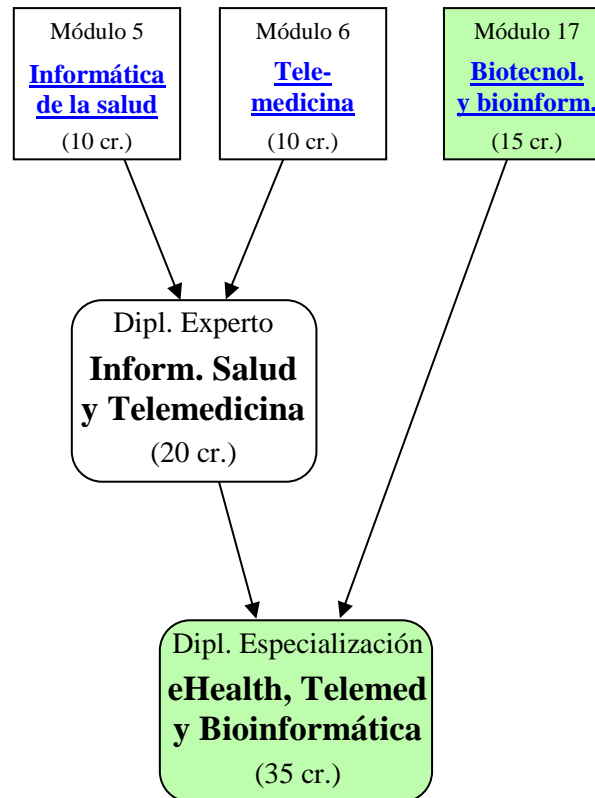 Módulo 5
Informática
de la salud
(10 cr.)
Módulo 6
Tele-
medicina
(10 cr.)
Módulo 17
Biotecnol.
y bioinform.
(15 cr.)
Dipl. Experto
Inform. Salud
y Telemedicina
(20 cr.)
Dipl. Especialización
eHealth, Telemed
y Bioinformática
(35 cr.)